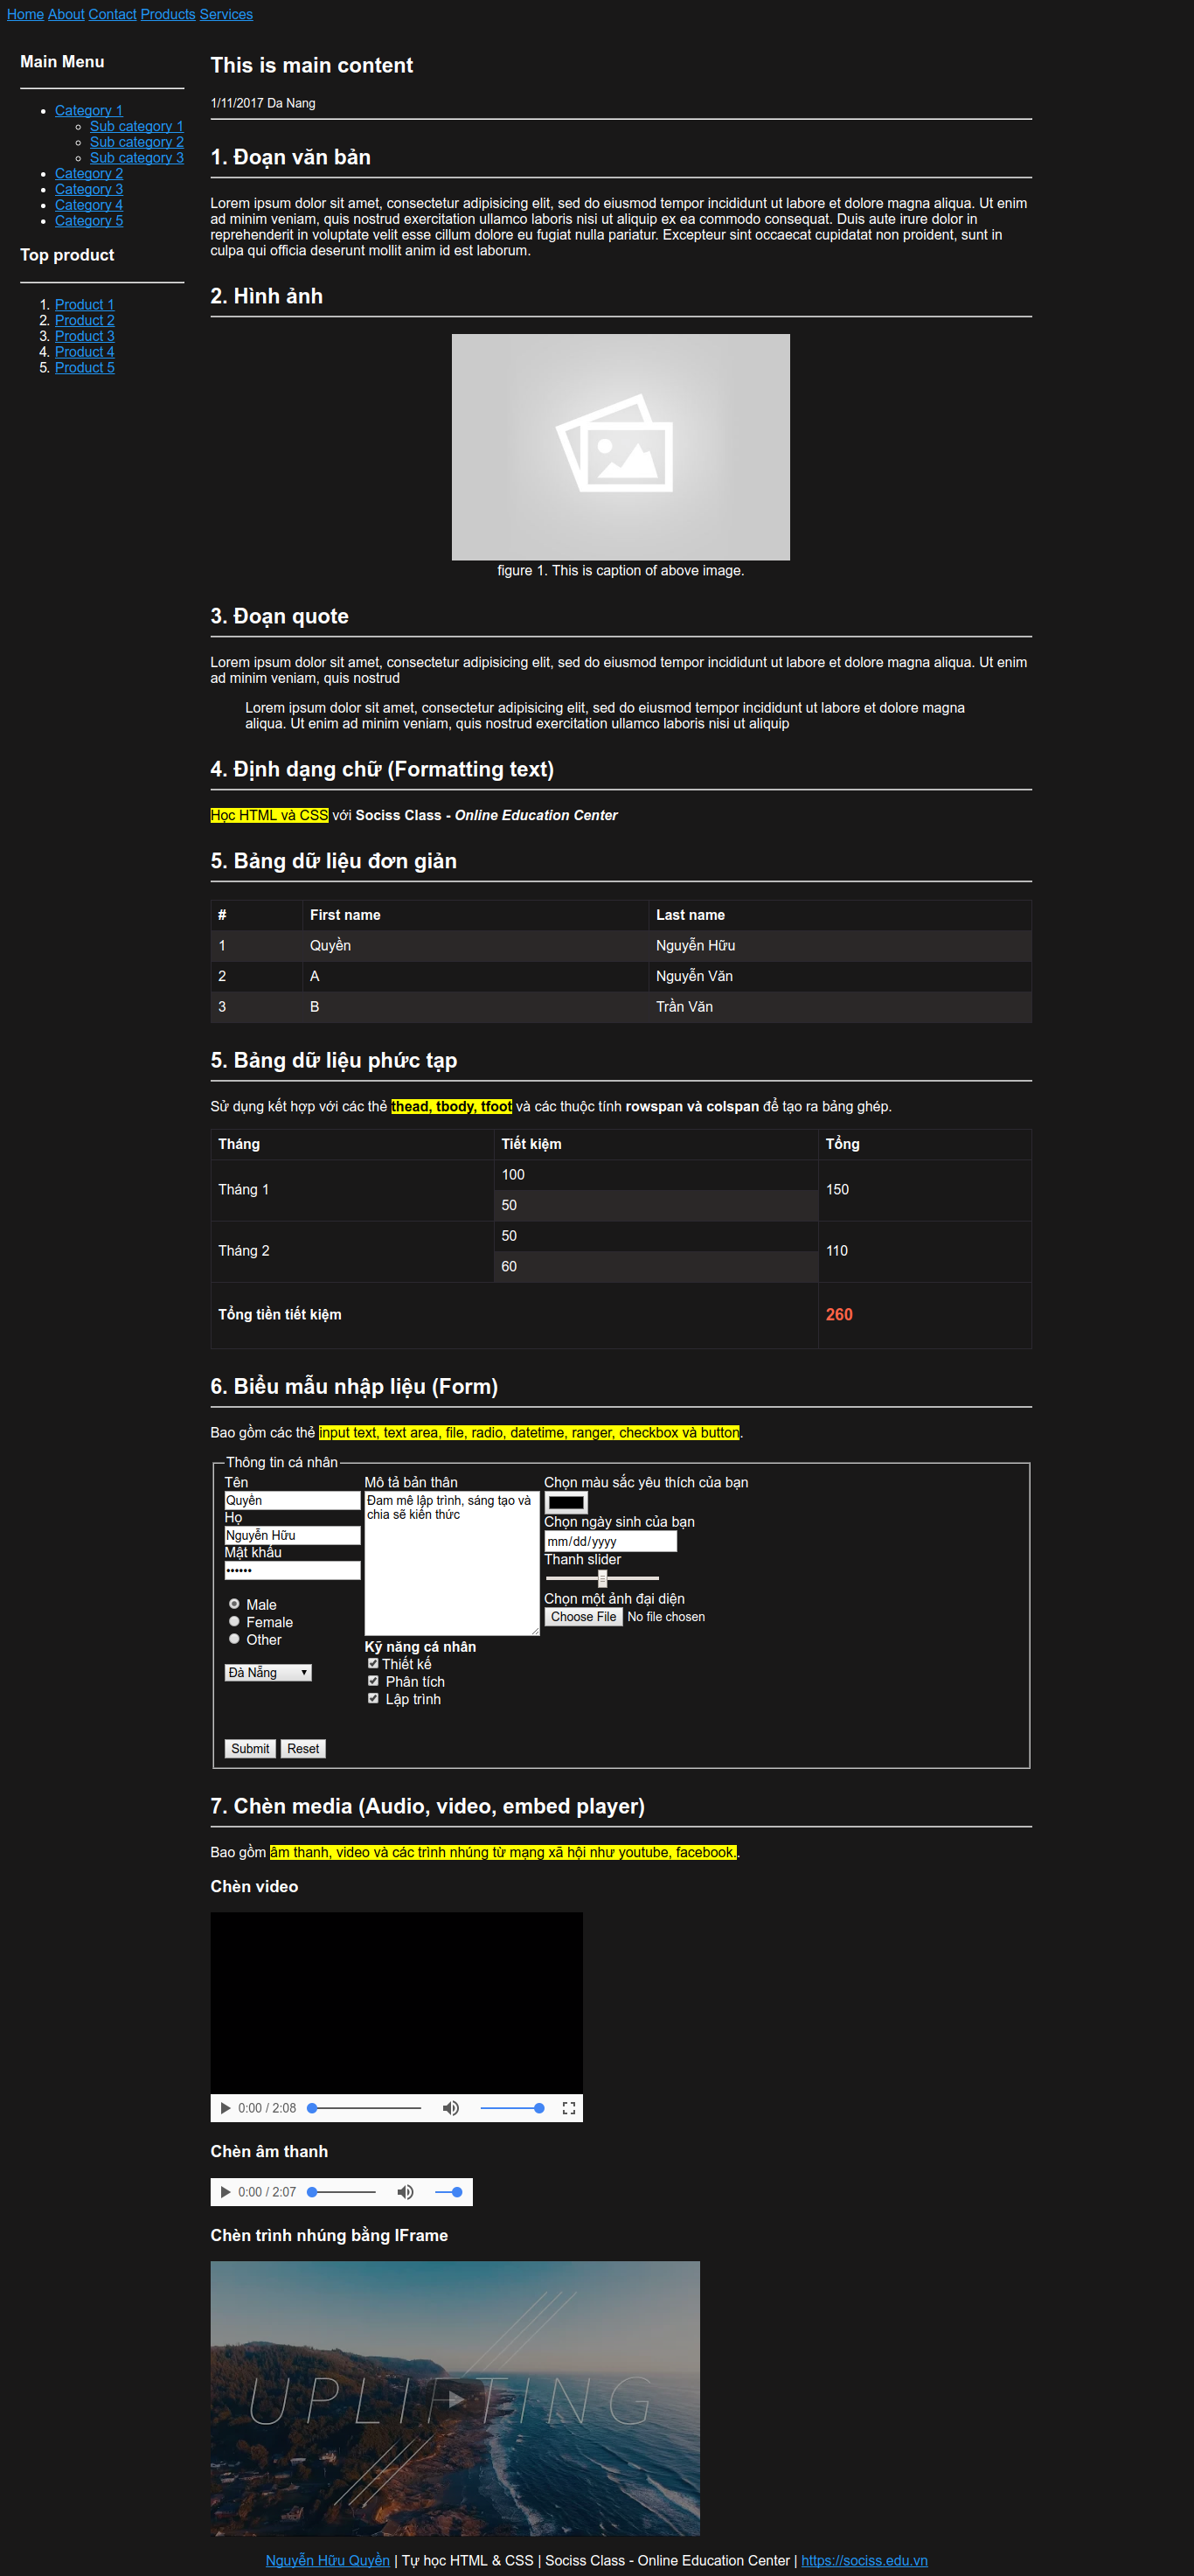 Home About Contact Products Services
Main Menu
Category 1
Sub category 1
Sub category 2
Sub category 3
Category 2
Category 3
Category 4
Category 5
Top product
1. Product 1
2. Product 2
3. Product 3
4. Product 4
5. Product 5
This is main content
1/11/2017 Da Nang
1. Đoạn văn bản
Lorem ipsum dolor sit amet, consectetur adipisicing elit, sed do eiusmod tempor incididunt ut labore et dolore magna aliqua. Ut enim
ad minim veniam, quis nostrud exercitation ullamco laboris nisi ut aliquip ex ea commodo consequat. Duis aute irure dolor in
reprehenderit in voluptate velit esse cillum dolore eu fugiat nulla pariatur. Excepteur sint occaecat cupidatat non proident, sunt in
culpa qui officia deserunt mollit anim id est laborum.
2. Hình ảnh
figure 1. This is caption of above image.
3. Đoạn quote
Lorem ipsum dolor sit amet, consectetur adipisicing elit, sed do eiusmod tempor incididunt ut labore et dolore magna aliqua. Ut enim
ad minim veniam, quis nostrud
Lorem ipsum dolor sit amet, consectetur adipisicing elit, sed do eiusmod tempor incididunt ut labore et dolore magna
aliqua. Ut enim ad minim veniam, quis nostrud exercitation ullamco laboris nisi ut aliquip
4. Định dạng chữ (Formatting text)
Học HTML và CSS với Sociss Class - Online Education Center
5. Bảng dữ liệu đơn giản
# First name Last name
1 Quyền Nguyễn Hữu
2 A Nguyễn Văn
3 B Trần Văn
5. Bảng dữ liệu phức tạp
Sử dụng kết hợp với các thẻ thead, tbody, tfoot và các thuộc tính rowspan và colspan để tạo ra bảng ghép.
Tháng Tiết kiệm Tổng
Tháng 1 100 150
50
Tháng 2 50 110
60
Tổng tiền tiết kiệm 260
6. Biểu mẫu nhập liệu (Form)
Bao gồm các thẻ input text, text area, file, radio, datetime, ranger, checkbox và button.
Thông tin cá nhân
Tên
Quyền
Họ
Nguyễn Hữu
Mật khẩu
••••••
Male
Female
Other
Đà Nẵng
Mô tả bản thân
Đam mê lập trình, sáng tạo và
chia sẽ kiến thức
Kỹ năng cá nhân
Thiết kế
Phân tích
Lập trình
Chọn màu sắc yêu thích của bạn
Chọn ngày sinh của bạn
mm/dd/yyyy
Thanh slider
Chọn một ảnh đại diện
Choose File No file chosen
Submit Reset
7. Chèn media (Audio, video, embed player)
Bao gồm âm thanh, video và các trình nhúng từ mạng xã hội như youtube, facebook..
Chèn video
0:00 / 2:08
Chèn âm thanh
0:00 / 2:07
Chèn trình nhúng bằng IFrame
UPLIFTING
Nguyễn Hữu Quyền | Tự học HTML & CSS | Sociss Class - Online Education Center | https://sociss.edu.vn